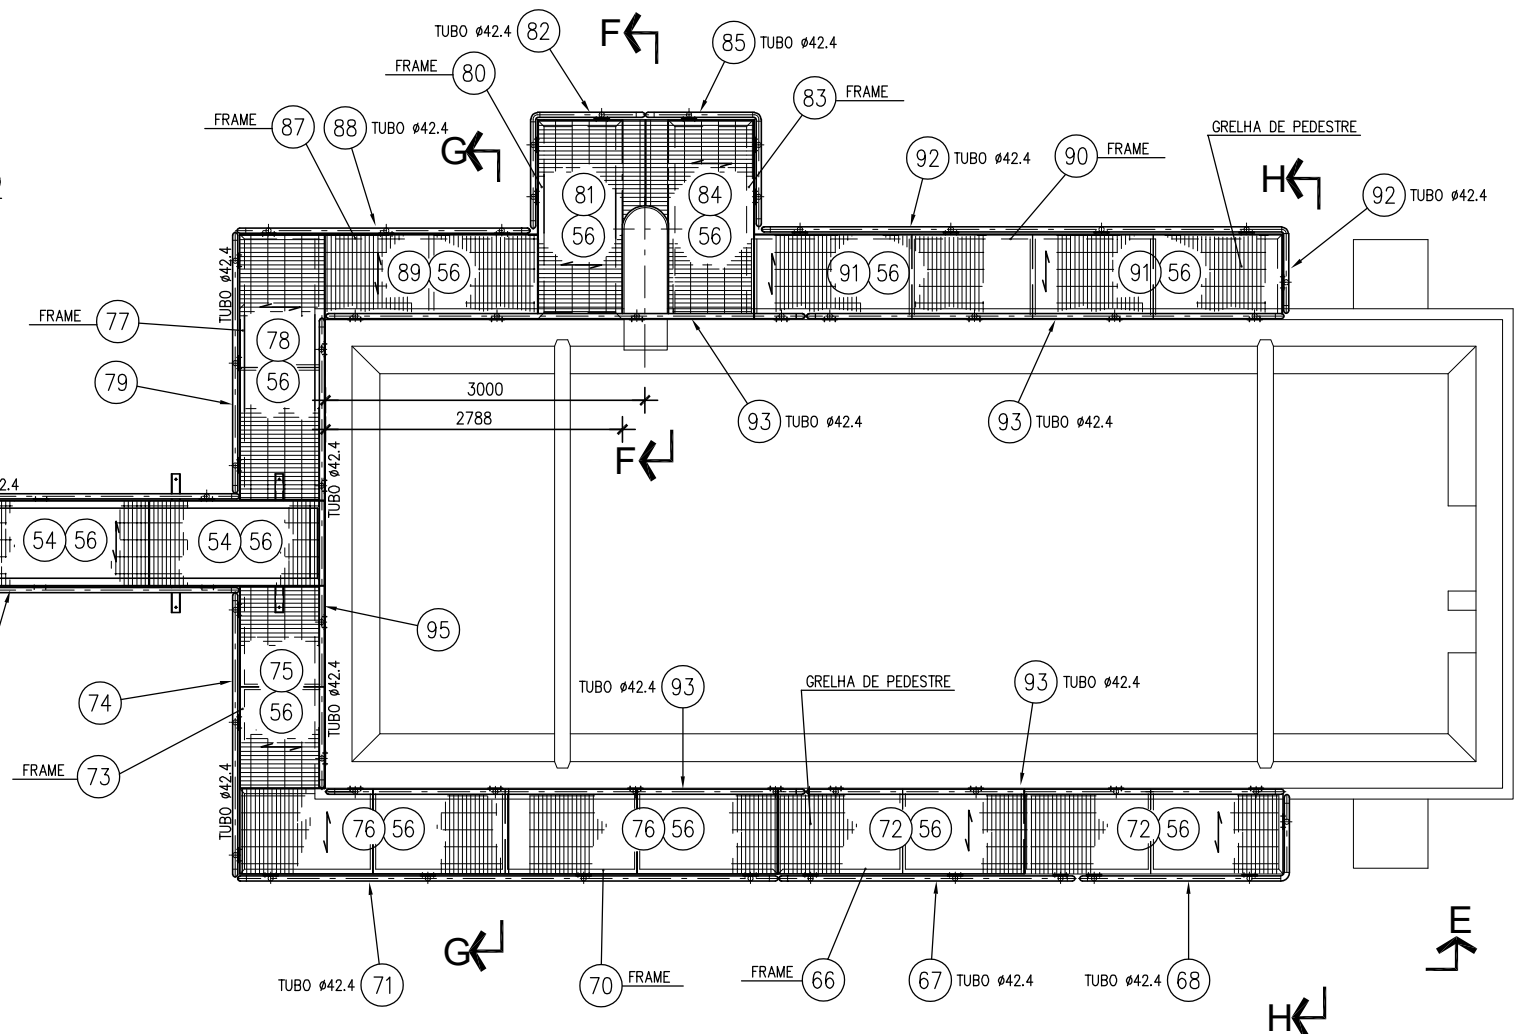 TUBO ø42.4 82
F
85 TUBO ø42.4
FRAME 80
83 FRAME
FRAME 87
88 TUBO ø42.4
G
92 TUBO ø42.4
90 FRAME
GRELHA DE PEDESTRE
H
92 TUBO ø42.4
81
56
84
56
TUBO ø42.4
89 56
91 56
91 56
FRAME 77
78
56
79
3000
2788
93 TUBO ø42.4
93 TUBO ø42.4
F
TUBO ø42.4
2.4
54 56
54 56
95
75
56
TUBO ø42.4
74
FRAME 73
TUBO ø42.4 93
GRELHA DE PEDESTRE
93 TUBO ø42.4
TUBO ø42.4
76 56
76 56
72 56
72 56
G
E
TUBO ø42.4 71
70 FRAME
FRAME 66
67 TUBO ø42.4
TUBO ø42.4 68
H